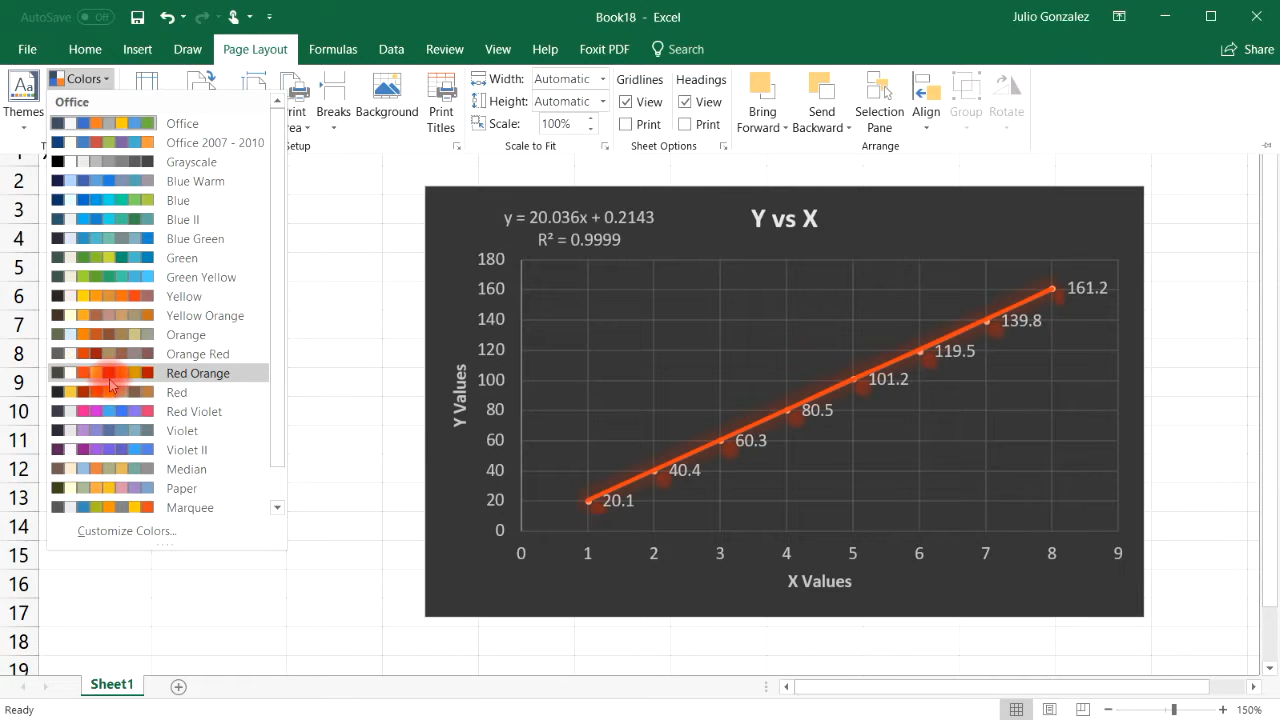 AutoSave Off
Book18 - Excel
Julio Gonzalez
File Home Insert Draw Page Layout Formulas Data Review View Help Foxit PDF Search Share
Colors
Themes
Breaks
Background
Print
Titles
Width: Automatic
Height: Automatic
Scale: 100%
Scale to Fit
Gridlines
View
Print
Headings
View
Print
Sheet Options
Bring
Forward
Send
Backward
Selection
Pane
Align
Group
Rotate
Arrange
Office
Office
Office 2007 - 2010
Grayscale
Blue Warm
Blue
Blue II
Blue Green
Green
Green Yellow
Yellow
Yellow Orange
Orange
Orange Red
Red Orange
Red
Red Violet
Violet
Violet II
Median
Paper
Marquee
Customize Colors...
2
3
4
5
6
7
8
9
10
11
12
13
14
15
16
17
18
19
y = 20.036x + 0.2143
R² = 0.9999
Y vs X
180
160
140
120
100
80
60
40
20
0
Y Values
161.2
139.8
119.5
101.2
80.5
60.3
40.4
20.1
0 1 2 3 4 5 6 7 8 9
X Values
Sheet1
Ready
150%